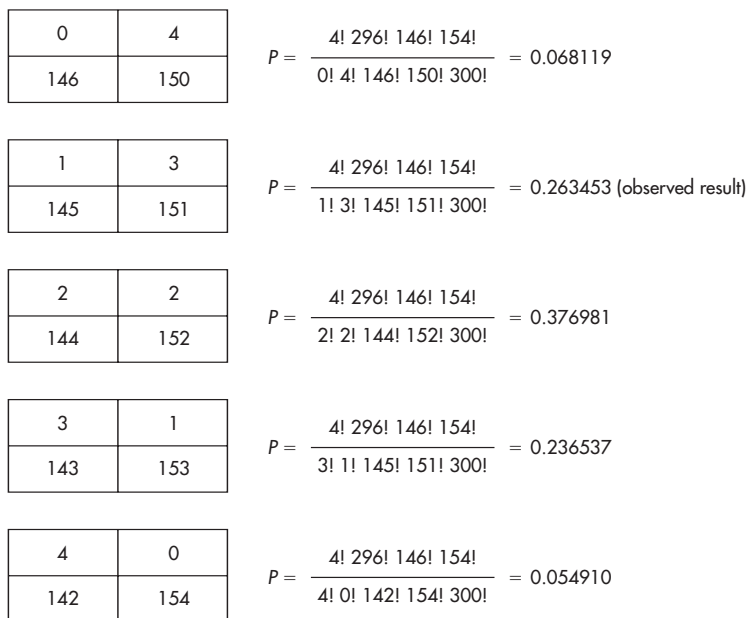 0 4
146 150
P = 4! 296! 146! 154! / 0! 4! 146! 150! 300! = 0.068119
1 3
145 151
P = 4! 296! 146! 154! / 1! 3! 145! 151! 300! = 0.263453 (observed result)
2 2
144 152
P = 4! 296! 146! 154! / 2! 2! 144! 152! 300! = 0.376981
3 1
143 153
P = 4! 296! 146! 154! / 3! 1! 145! 151! 300! = 0.236537
4 0
142 154
P = 4! 296! 146! 154! / 4! 0! 142! 154! 300! = 0.054910